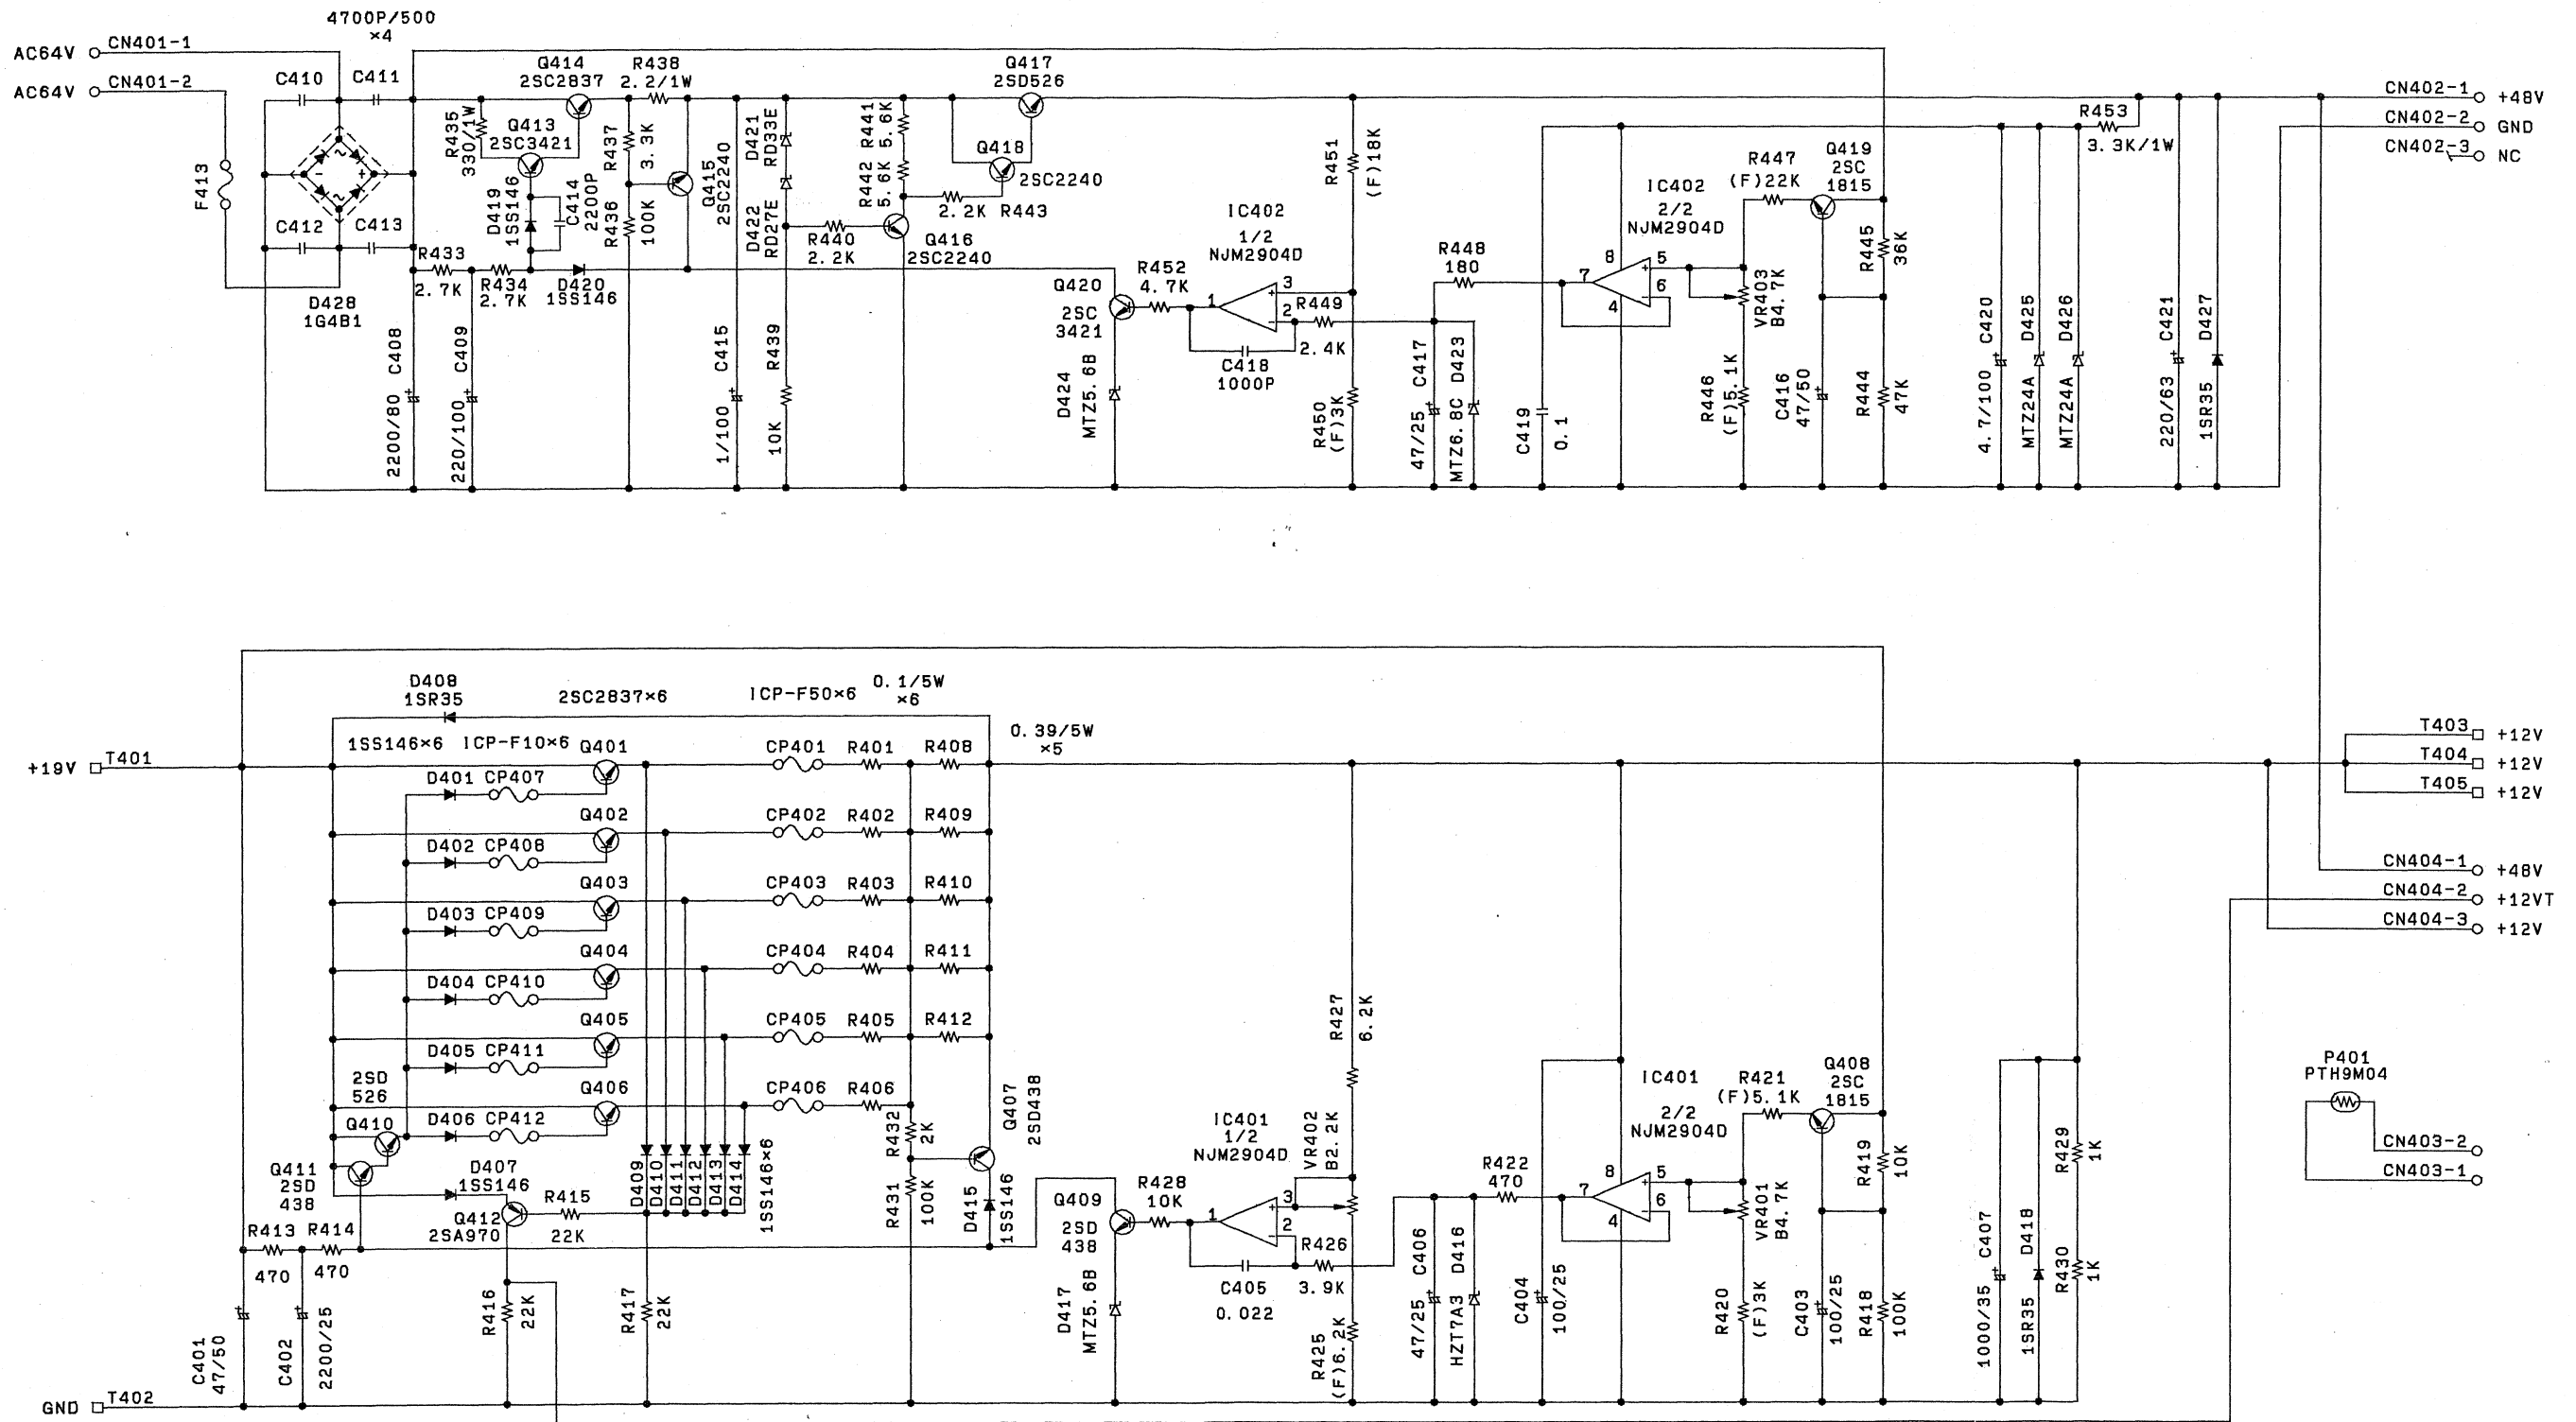 4700P/500
×4
AC64V
CN401-1
AC64V
CN401-2
C410
C411
Q414
2SC2837
R438
2.2/1W
Q417
2SD526
CN402-1
+48V
CN402-2
GND
CN402-3
NC
R453
3.3K/1W
F413
C412
C413
D428
1G4B1
R435
330/1W
Q413
2SC3421
D419
1SS146
C414
2200P
R437
3.3K
R436
100K
Q415
2SC2240
D421
RD33E
D422
RD27E
R441
5.6K
R442
5.6K
Q418
2SC2240
2.2K R443
R440
2.2K
Q416
2SC2240
R433
2.7K
R434
2.7K
D420
1SS146
C408
2200/80
C409
220/100
C415
1/100
R439
10K
Q420
2SC
3421
D424
MTZ5.6B
R452
4.7K
IC402
1/2
NJM2904D
1
3
2
R449
2.4K
C418
1000P
R451
(F)18K
R450
(F)3K
R448
180
C417
47/25
D423
MTZ6.8C
IC402
2/2
NJM2904D
8
5
7
6
4
C419
0.1
R447
(F)22K
Q419
2SC
1815
VR403
B4.7K
R446
(F)5.1K
C416
47/50
R445
36K
R444
47K
C420
4.7/100
D425
MTZ24A
D426
MTZ24A
C421
220/63
D427
1SR35
D408
1SR35
2SC2837×6
ICP-F50×6
0.1/5W
×6
0.39/5W
×5
1SS146×6
ICP-F10×6
+19V
T401
Q401
CP401
R401
R408
D401
CP407
Q402
CP402
R402
R409
D402
CP408
Q403
CP403
R403
R410
D403
CP409
Q404
CP404
R404
R411
D404
CP410
Q405
CP405
R405
R412
D405
CP411
Q406
CP406
R406
D406
CP412
2SD
526
Q410
Q411
2SD
438
D407
1SS146
Q412
2SA970
R415
22K
R413
470
R414
470
C401
47/50
C402
2200/25
R416
22K
R417
22K
D409
D410
D411
D412
D413
D414
1SS146×6
R432
2K
R431
100K
Q407
2SD438
D415
1SS146
Q409
2SD
438
D417
MTZ5.6B
R428
10K
IC401
1/2
NJM2904D
1
3
2
C405
0.022
R426
3.9K
R427
6.2K
VR402
B2.2K
R425
(F)6.2K
C406
47/25
D416
HZT7A3
R422
470
C404
100/25
IC401
2/2
NJM2904D
8
5
7
6
4
R421
(F)5.1K
Q408
2SC
1815
VR401
B4.7K
R420
(F)3K
C403
100/25
R419
10K
R418
100K
C407
1000/35
D418
1SR35
R429
1K
R430
1K
T403
+12V
T404
+12V
T405
+12V
CN404-1
+48V
CN404-2
+12VT
CN404-3
+12V
P401
PTH9M04
CN403-2
CN403-1
GND
T402